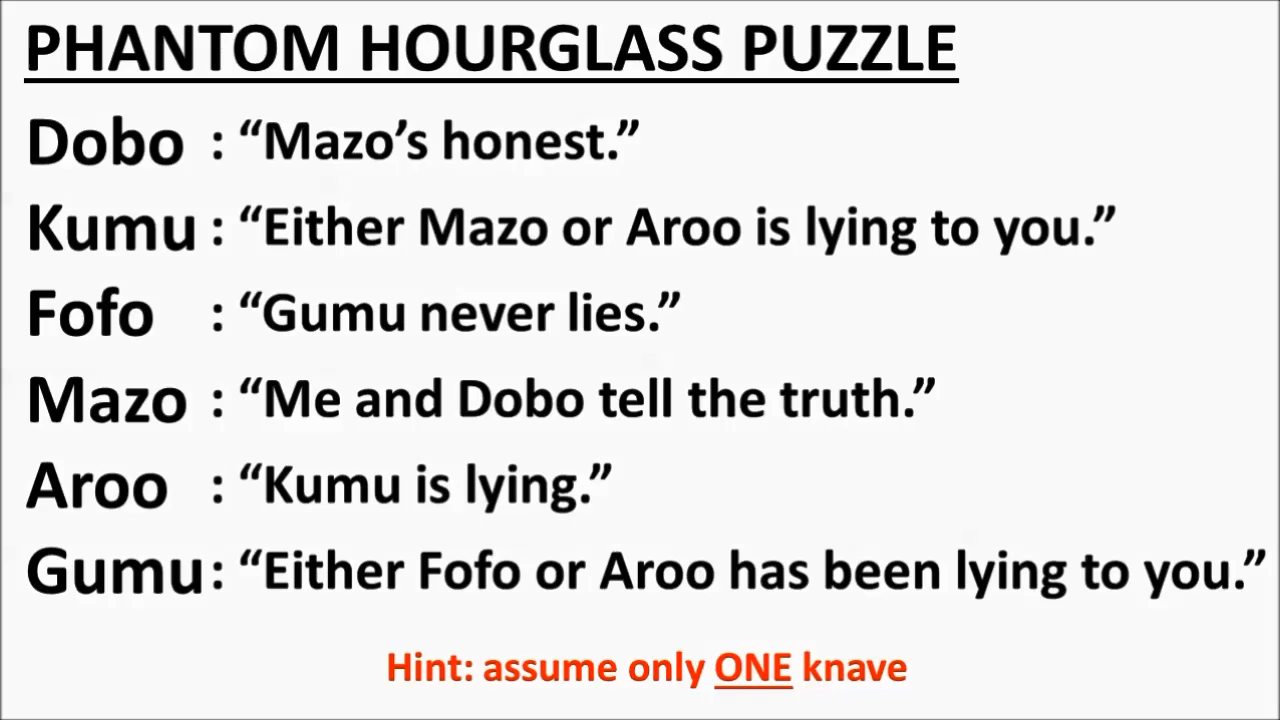 PHANTOM HOURGLASS PUZZLE
Dobo : “Mazo’s honest.”
Kumu : “Either Mazo or Aroo is lying to you.”
Fofo : “Gumu never lies.”
Mazo : “Me and Dobo tell the truth.”
Aroo : “Kumu is lying.”
Gumu : “Either Fofo or Aroo has been lying to you.”
Hint: assume only ONE knave